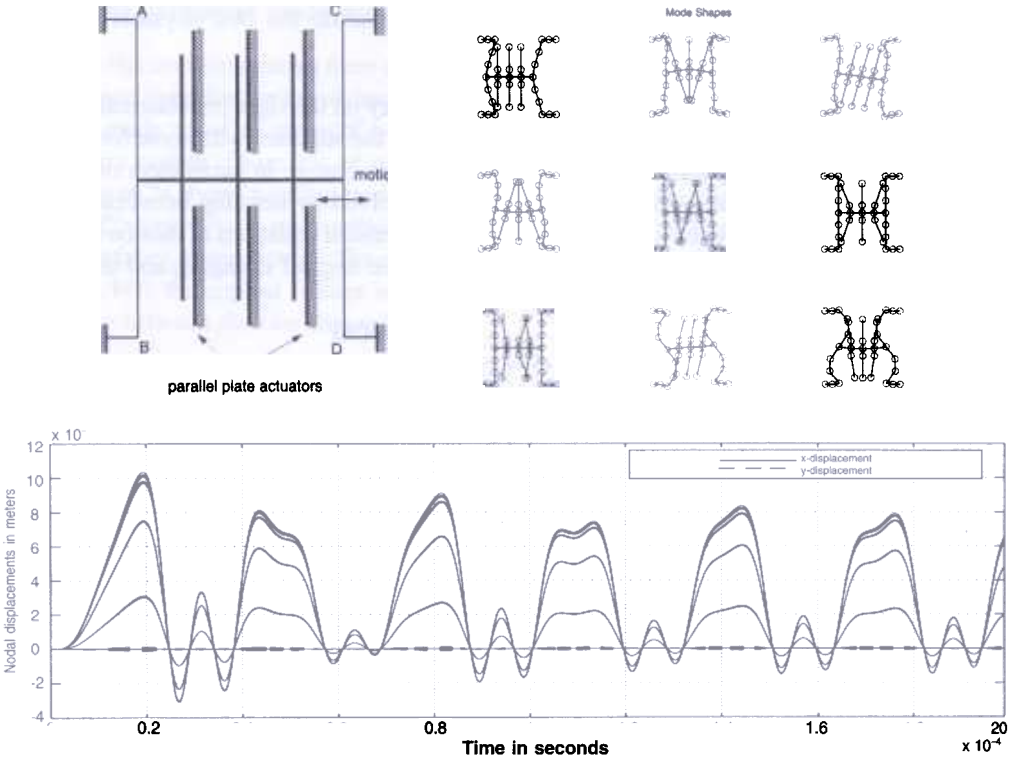 A
C
Mode Shapes
B
D
parallel plate actuators
x 10
12
10
8
6
4
2
0
-2
-4
x-displacement
y-displacement
Nodal displacements in meters
0.2
0.8
1.6
20
Time in seconds
x 10⁻⁴